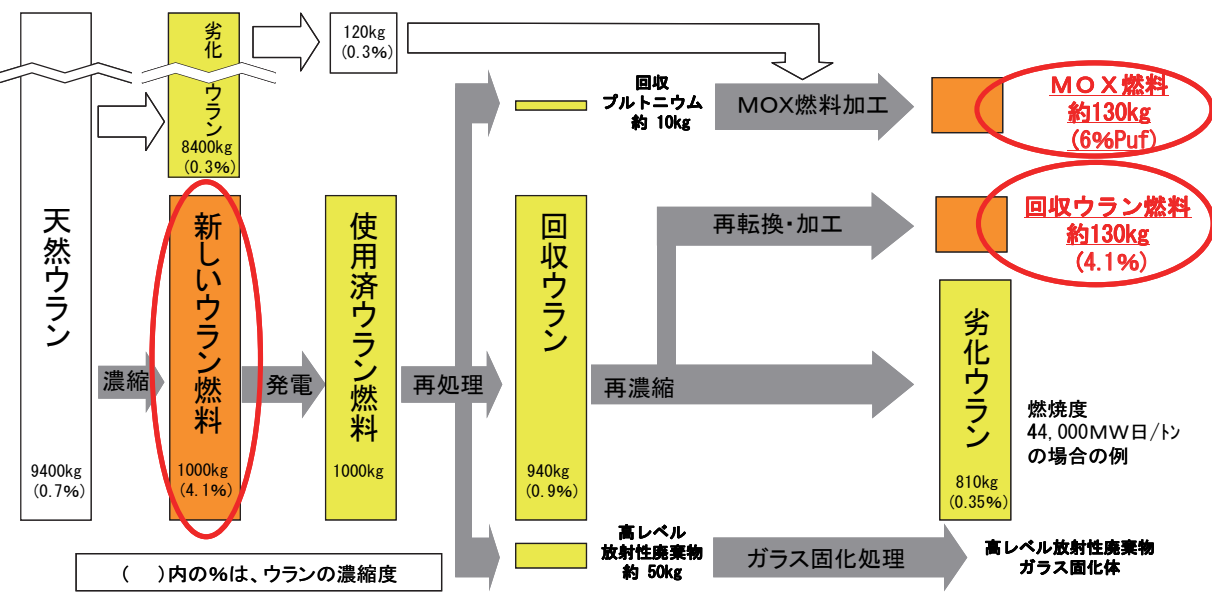 天然ウラン
9400kg
(0.7%)
濃縮
劣化ウラン
8400kg
(0.3%)
新しいウラン燃料
1000kg
(4.1%)
120kg
(0.3%)
発電
使用済ウラン燃料
1000kg
再処理
回収
プルトニウム
約 10kg
MOX燃料加工
MOX燃料
約130kg
(6%Puf)
回収ウラン
940kg
(0.9%)
再濃縮
再転換・加工
回収ウラン燃料
約130kg
(4.1%)
劣化ウラン
810kg
(0.35%)
燃焼度
44,000MW日/トン
の場合の例
高レベル
放射性廃棄物
約 50kg
ガラス固化処理
高レベル放射性廃棄物
ガラス固化体
(　)内の%は、ウランの濃縮度